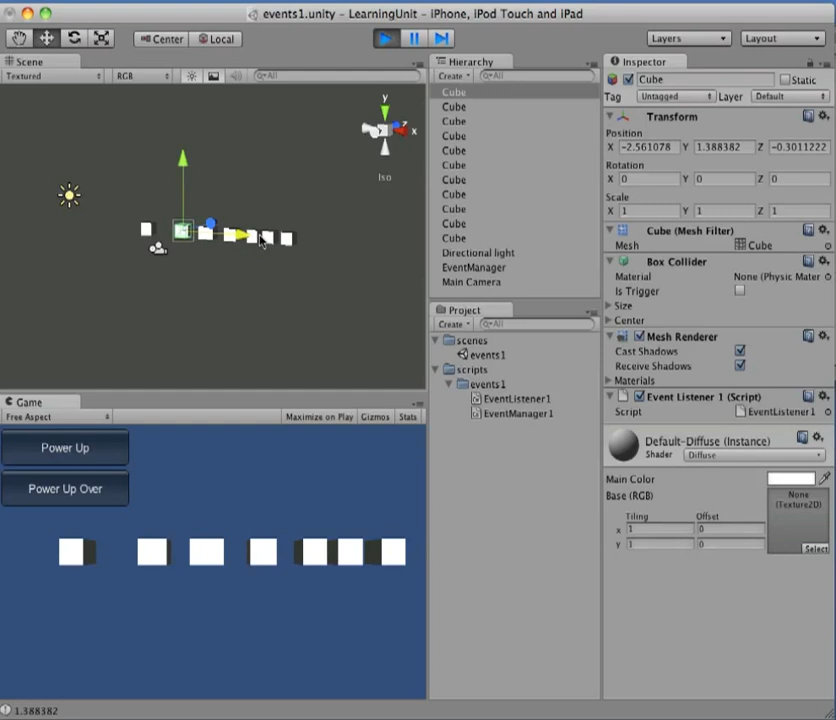 events1.unity – LearningUnit – iPhone, iPod Touch and iPad
Center Local Layers Layout
Scene
Textured RGB All
y
x
z
Iso
Game
Free Aspect Maximize on Play Gizmos Stats
Power Up
Power Up Over
Hierarchy
Create All
Cube
Cube
Cube
Cube
Cube
Cube
Cube
Cube
Cube
Cube
Cube
Directional light
EventManager
Main Camera
Project
Create All
scenes
events1
scripts
events1
EventListener1
EventManager1
Inspector
Cube Static
Tag Untagged Layer Default
Transform
Position
X -2.561078 Y 1.388382 Z -0.3011222
Rotation
X 0 Y 0 Z 0
Scale
X 1 Y 1 Z 1
Cube (Mesh Filter)
Mesh Cube
Box Collider
Material None (Physic Mater
Is Trigger
Size
Center
Mesh Renderer
Cast Shadows
Receive Shadows
Materials
Event Listener 1 (Script)
Script EventListener1
Default-Diffuse (Instance)
Shader Diffuse
Main Color
Base (RGB)
None
(Texture2D)
Tiling Offset
x 1 0
y 1 0
Select
1.388382